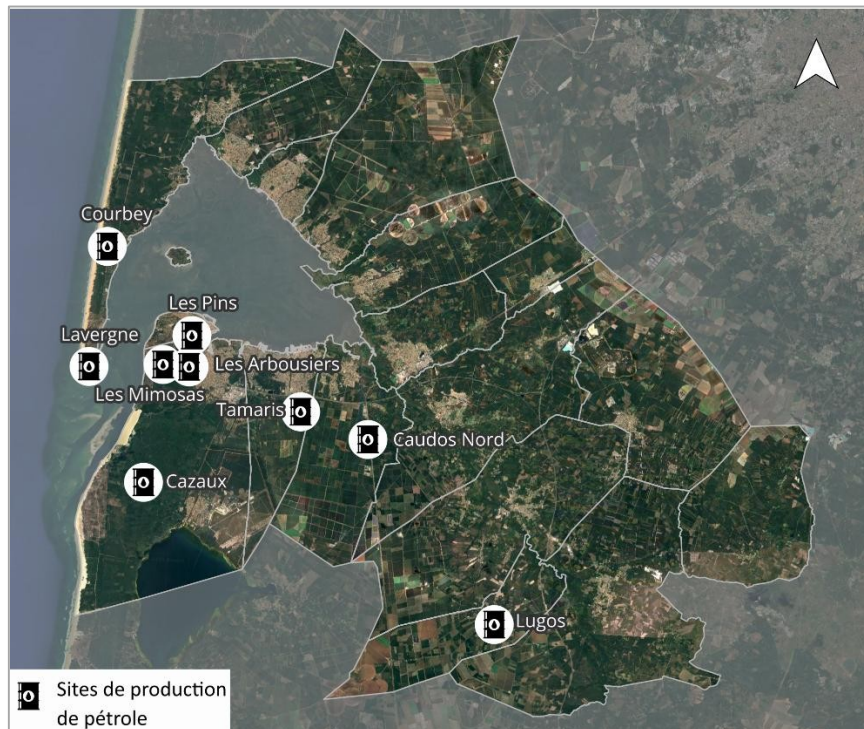 Courbey
Les Pins
Lavergne
Les Arbousiers
Les Mimosas
Tamaris
Caudos Nord
Cazaux
Lugos
Sites de production
de pétrole